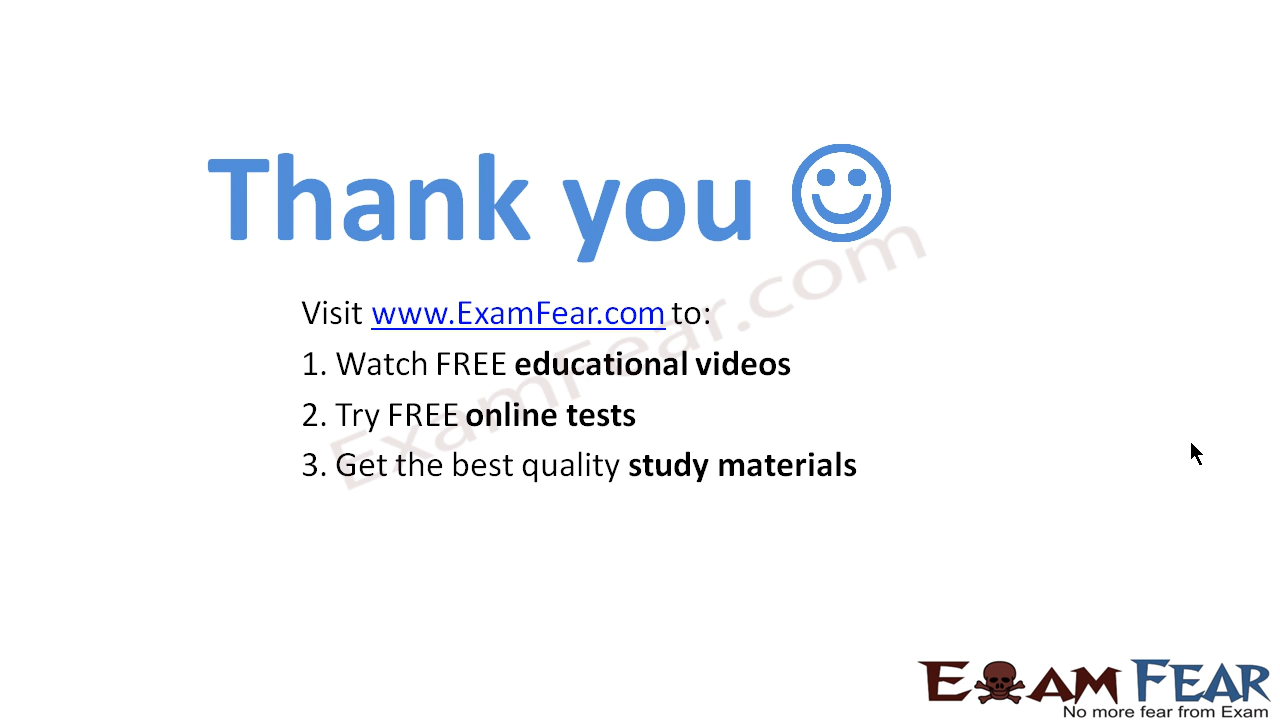 Thank you
Visit www.ExamFear.com to:
1. Watch FREE educational videos
2. Try FREE online tests
3. Get the best quality study materials
ExamFear.com
EXAM FEAR
No more fear from Exam